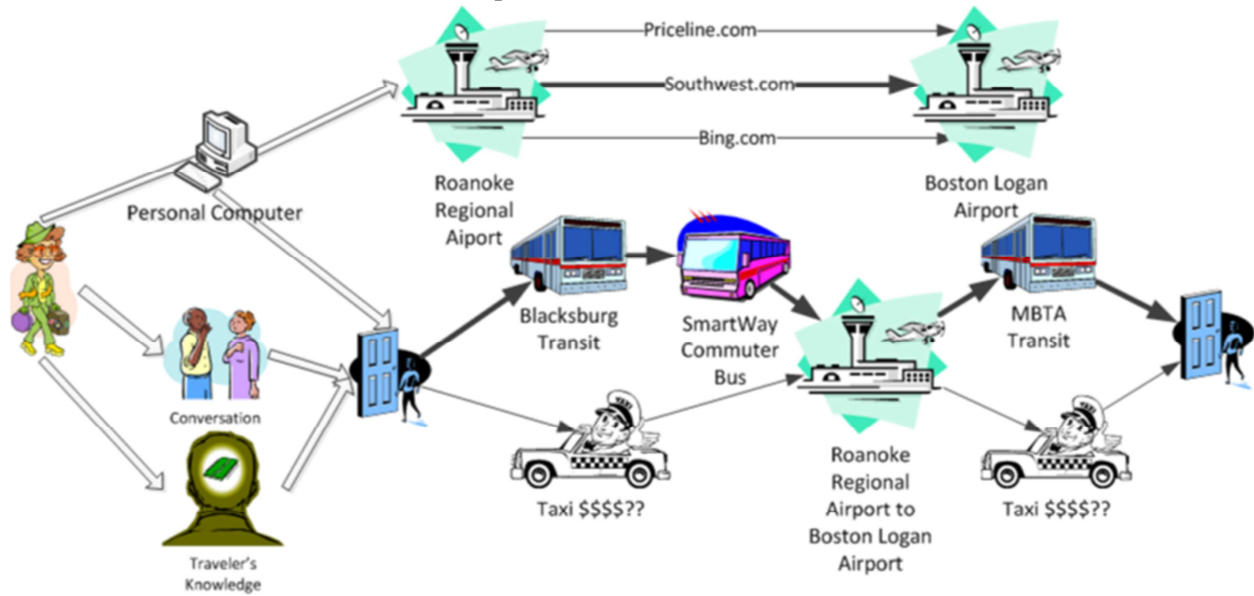 Priceline.com
Southwest.com
Bing.com
Roanoke
Regional
Aiport
Boston Logan
Airport
Personal Computer
Blacksburg
Transit
SmartWay
Commuter
Bus
MBTA
Transit
Conversation
Taxi $$$$??
Roanoke
Regional
Airport to
Boston Logan
Airport
Taxi $$$$??
Traveler's
Knowledge